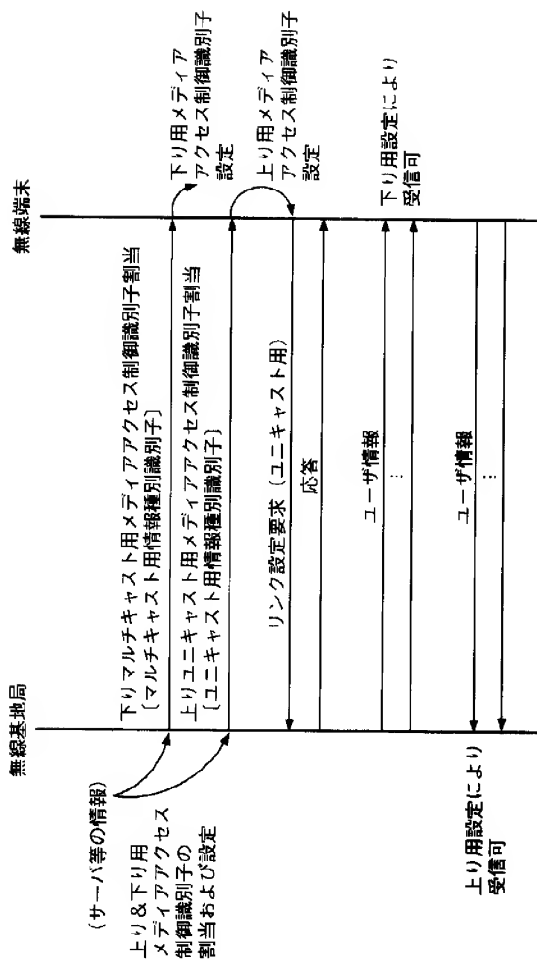 無線基地局
無線端末
(サーバ等の情報)
上り&下り用
メディアアクセス
制御識別子の
割当および設定
下りマルチキャスト用メディアアクセス制御識別子割当
〔マルチキャスト用情報種別識別子〕
下り用メディア
アクセス制御識別子
設定
上りユニキャスト用メディアアクセス制御識別子割当
〔ユニキャスト用情報種別識別子〕
上り用メディア
アクセス制御識別子
設定
リンク設定要求(ユニキャスト用)
応答
ユーザ情報
⋮
下り用設定により
受信可
ユーザ情報
⋮
上り用設定により
受信可